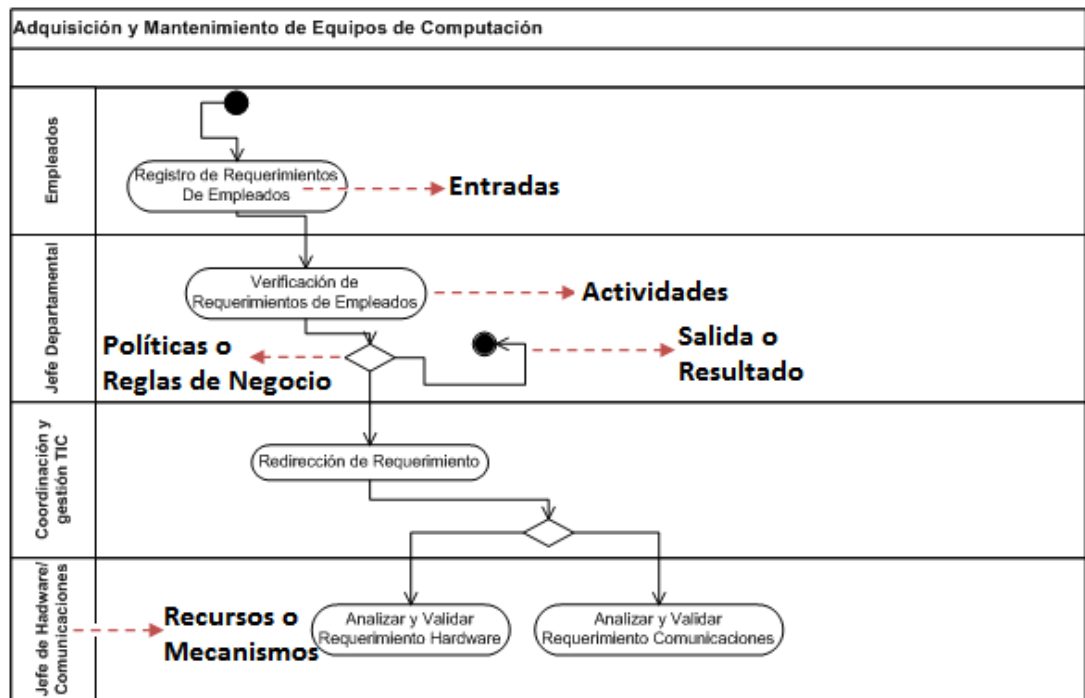 Adquisición y Mantenimiento de Equipos de Computación
Empleados
Registro de Requerimientos
De Empleados
Entradas
Jefe Departamental
Verificación de
Requerimientos de Empleados
Actividades
Políticas o
Reglas de Negocio
Salida o
Resultado
Coordinación y
gestión TIC
Redirección de Requerimiento
Jefe de Hadware/
Comunicaciones
Recursos o
Mecanismos
Analizar y Validar
Requerimiento Hardware
Analizar y Validar
Requerimiento Comunicaciones